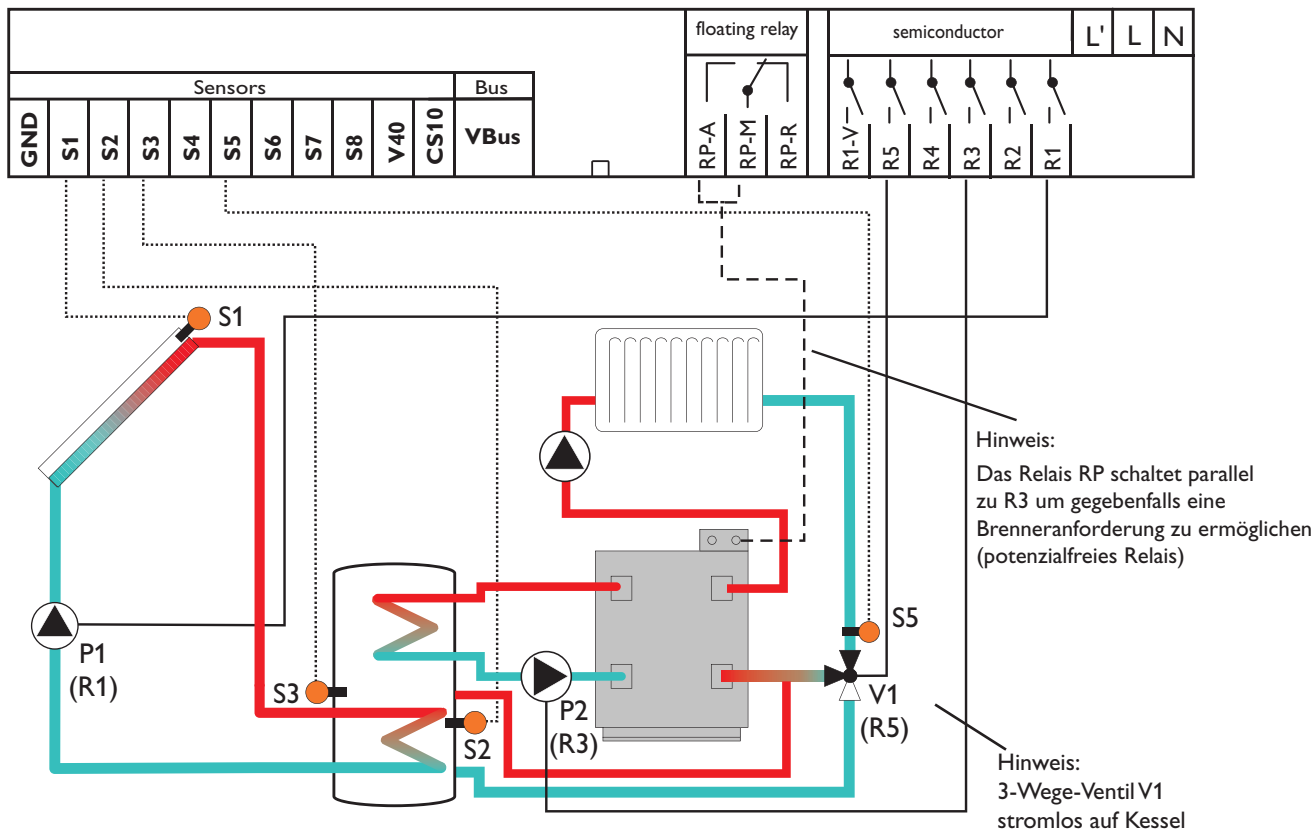 floating relay
semiconductor
L' L N
Sensors
Bus
GND S1 S2 S3 S4 S5 S6 S7 S8 V40 CS10 VBus
RP-A RP-M RP-R
R1-V R5 R4 R3 R2 R1
S1
Hinweis:
Das Relais RP schaltet parallel
zu R3 um gegebenfalls eine
Brenneranforderung zu ermöglichen
(potenzialfreies Relais)
S5
P1
(R1)
S3
S2
P2
(R3)
V1
(R5)
Hinweis:
3-Wege-Ventil V1
stromlos auf Kessel